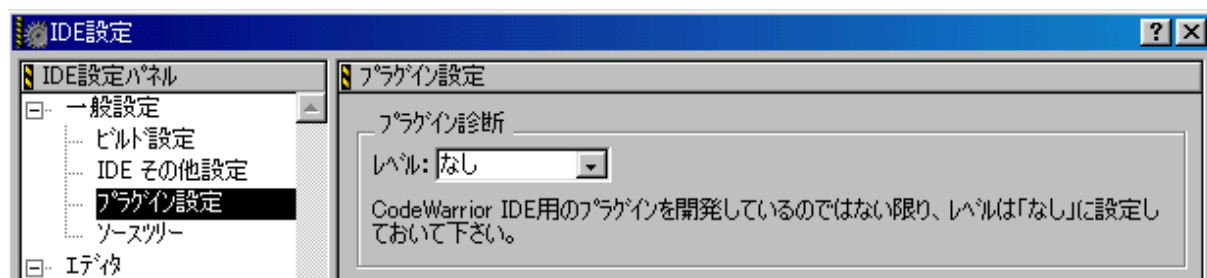 IDE設定
IDE設定パネル
一般設定
ビルド設定
IDE その他設定
プラグイン設定
ソースツリー
エディタ
プラグイン設定
プラグイン診断
レベル: なし
CodeWarrior IDE用のプラグインを開発しているのではない限り、レベルは「なし」に設定し
ておいて下さい。